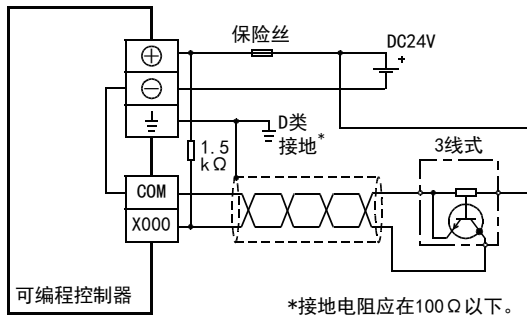 保险丝
DC24V
+
⊕
⊖
D类
接地*
3线式
1.5
kΩ
COM
X000
可编程控制器
*接地电阻应在100Ω以下。